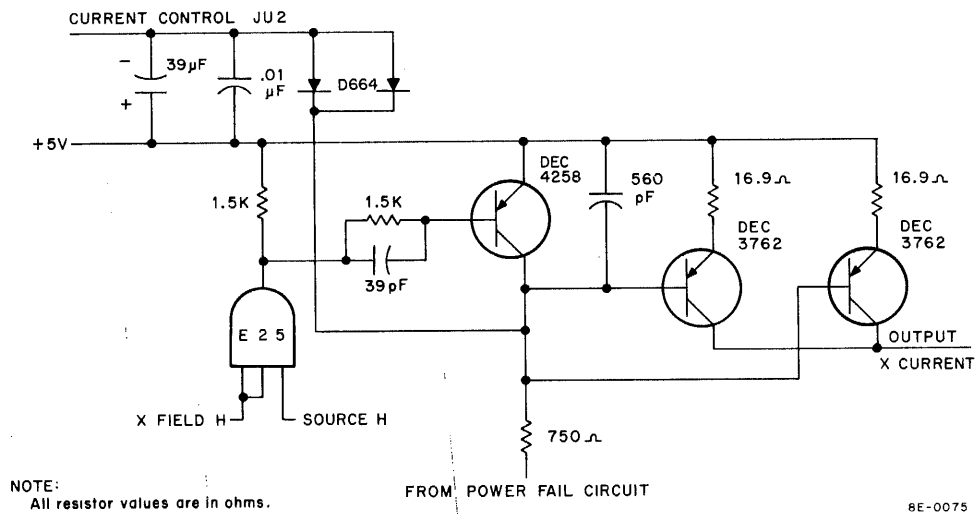 CURRENT CONTROL JU2
− 39µF +
.01 µF
D664
+5V
1.5K
1.5K
39pF
DEC 4258
560 pF
16.9Ω
DEC 3762
16.9Ω
DEC 3762
E 2 5
X FIELD H
SOURCE H
OUTPUT
X CURRENT
750Ω
FROM POWER FAIL CIRCUIT
NOTE:
All resistor values are in ohms.
8E-0075